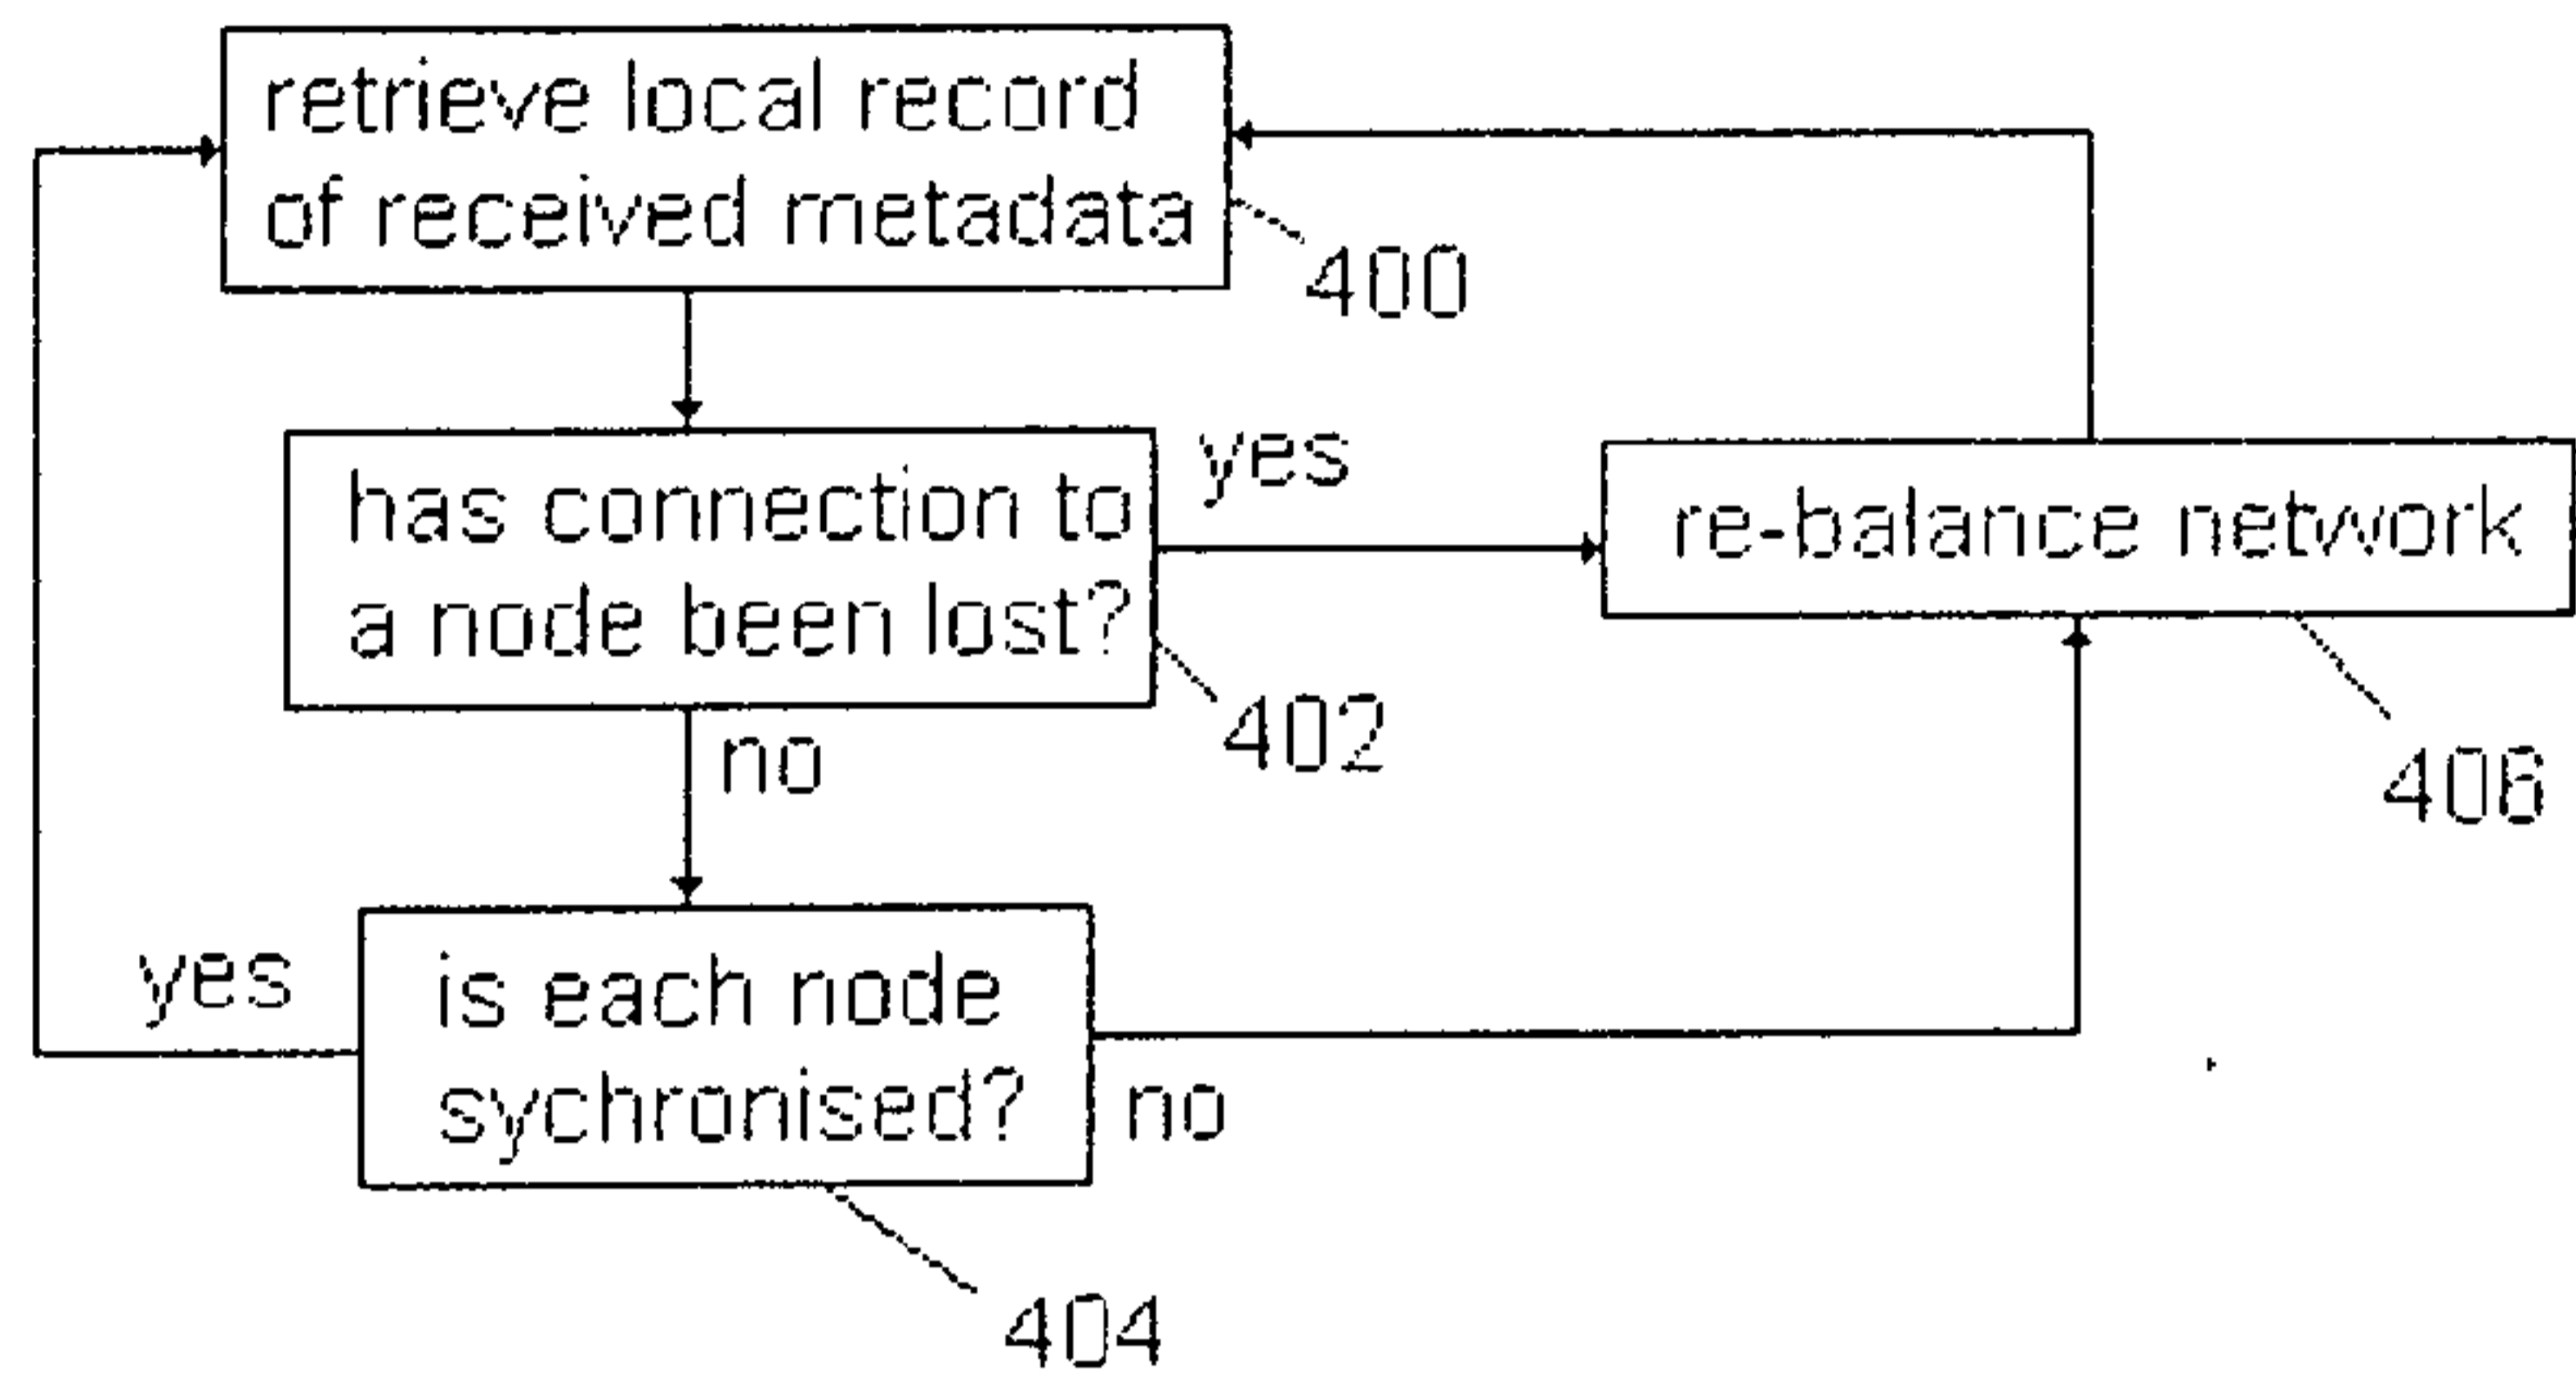 retrieve local record
of received metadata
400
has connection to
a node been lost?
yes
re-balance network
402
406
no
yes
is each node
sychronised?
no
404